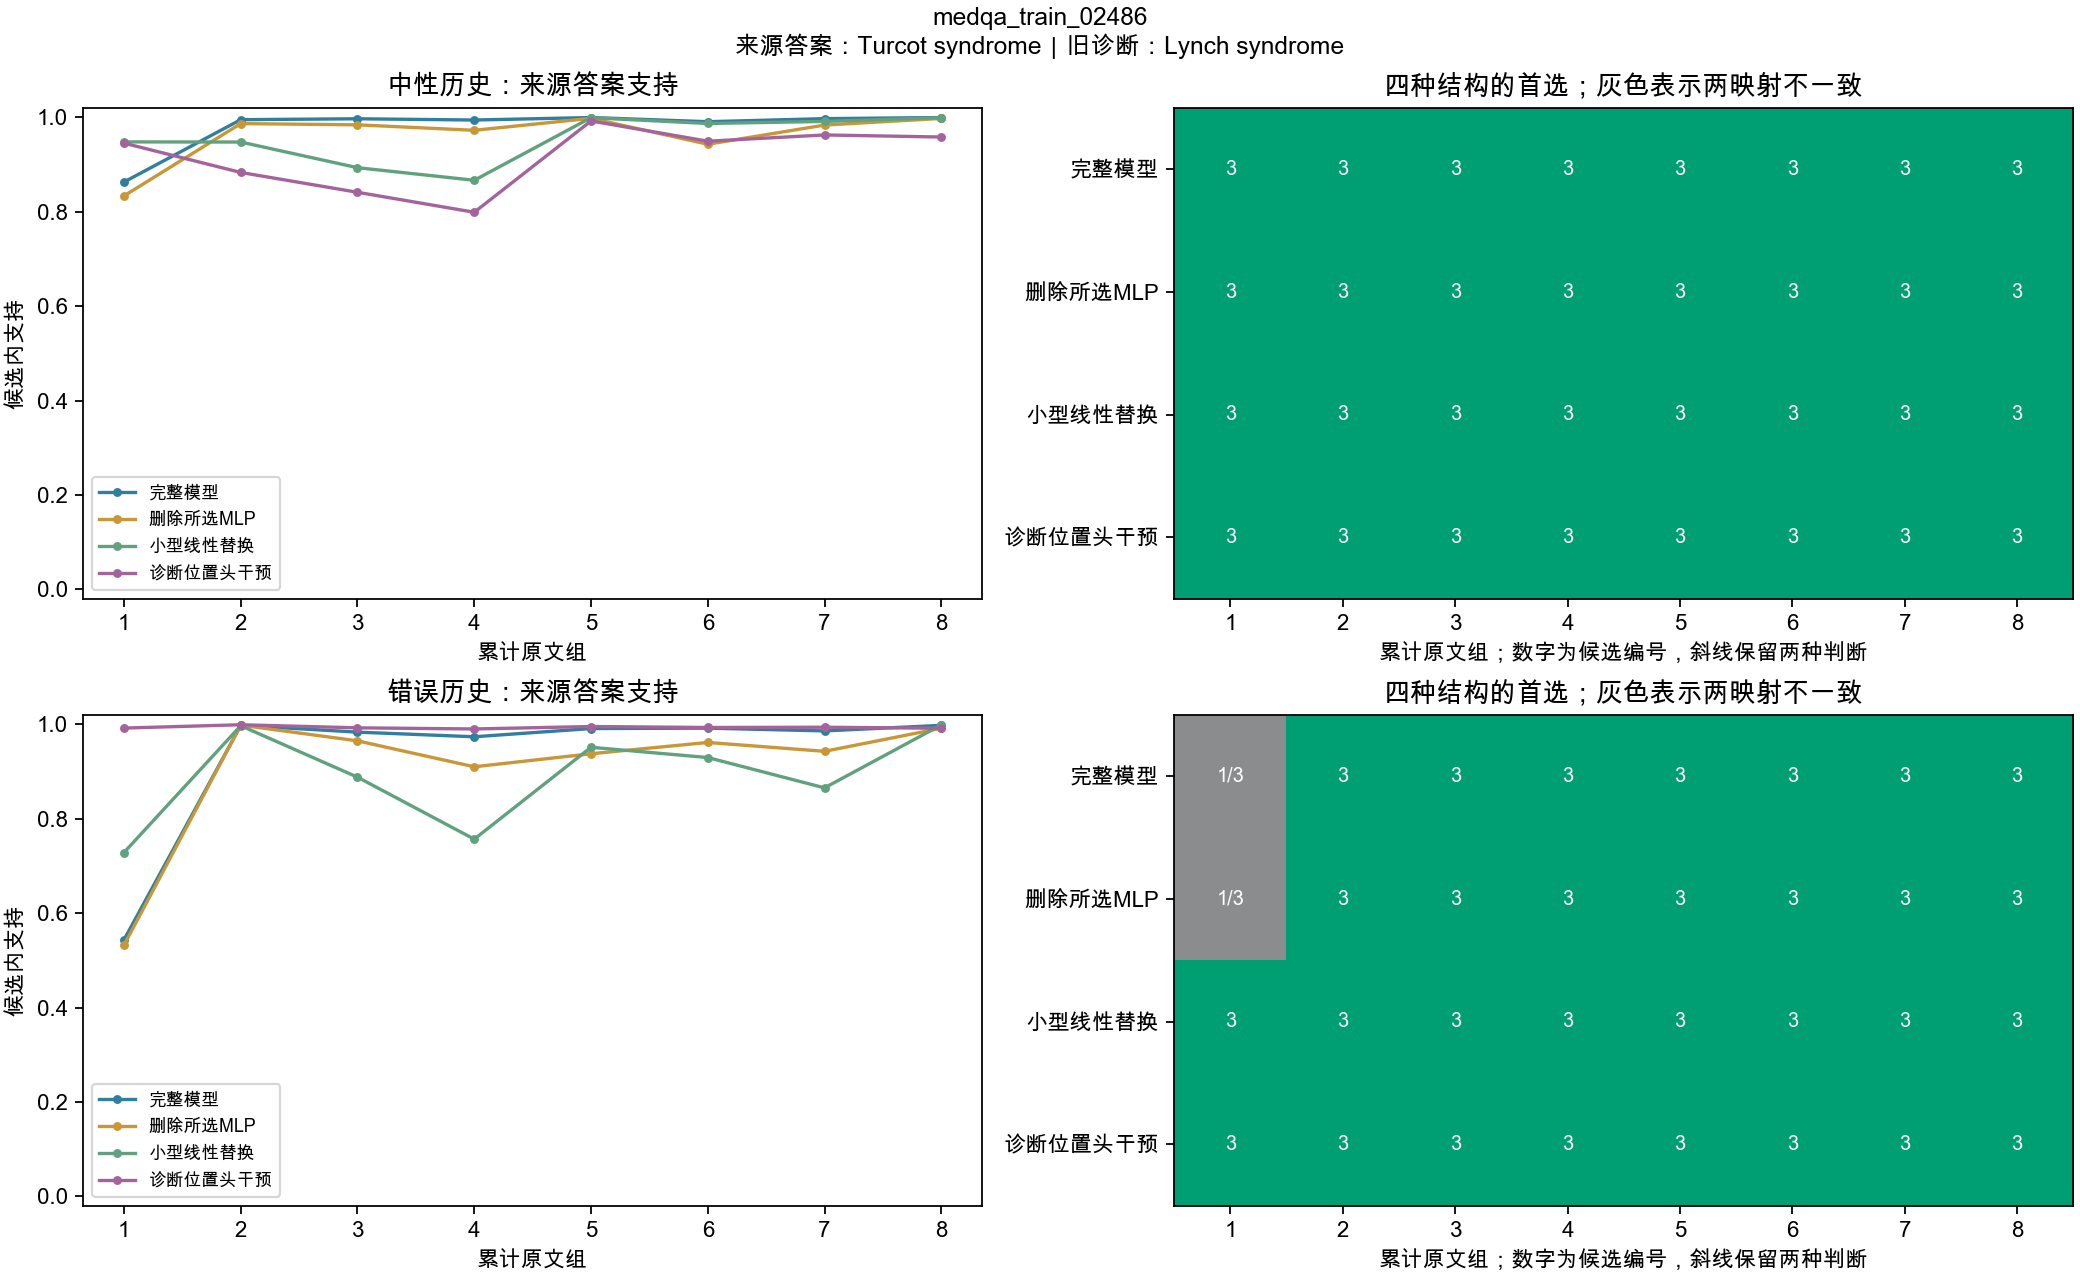 medqa_train_02486
来源答案：Turcot syndrome | 旧诊断：Lynch syndrome
中性历史：来源答案支持
候选内支持
1.0
0.8
0.6
0.4
0.2
0.0
完整模型
删除所选MLP
小型线性替换
诊断位置头干预
1 2 3 4 5 6 7 8
累计原文组
四种结构的首选；灰色表示两映射不一致
完整模型 3 3 3 3 3 3 3 3
删除所选MLP 3 3 3 3 3 3 3 3
小型线性替换 3 3 3 3 3 3 3 3
诊断位置头干预 3 3 3 3 3 3 3 3
1 2 3 4 5 6 7 8
累计原文组；数字为候选编号，斜线保留两种判断
错误历史：来源答案支持
候选内支持
1.0
0.8
0.6
0.4
0.2
0.0
完整模型
删除所选MLP
小型线性替换
诊断位置头干预
1 2 3 4 5 6 7 8
累计原文组
四种结构的首选；灰色表示两映射不一致
完整模型 1/3 3 3 3 3 3 3 3
删除所选MLP 1/3 3 3 3 3 3 3 3
小型线性替换 3 3 3 3 3 3 3 3
诊断位置头干预 3 3 3 3 3 3 3 3
1 2 3 4 5 6 7 8
累计原文组；数字为候选编号，斜线保留两种判断